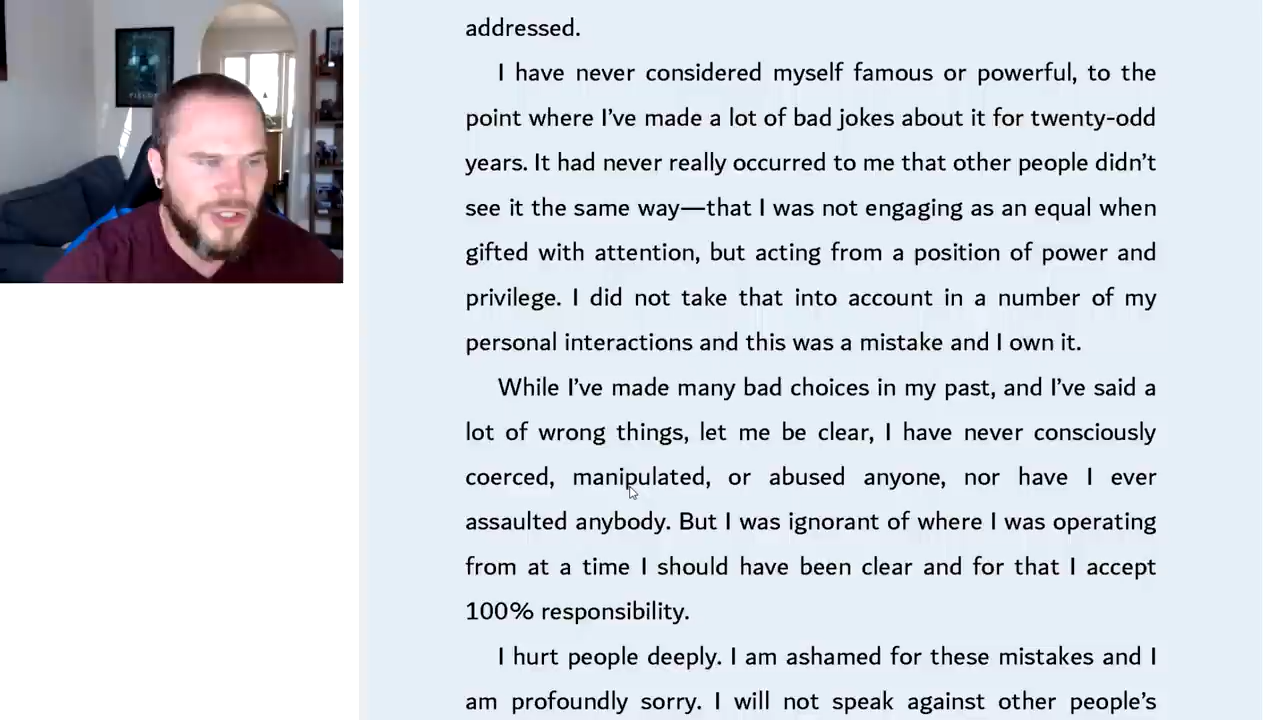 addressed.
I have never considered myself famous or powerful, to the
point where I’ve made a lot of bad jokes about it for twenty-odd
years. It had never really occurred to me that other people didn’t
see it the same way—that I was not engaging as an equal when
gifted with attention, but acting from a position of power and
privilege. I did not take that into account in a number of my
personal interactions and this was a mistake and I own it.
While I’ve made many bad choices in my past, and I’ve said a
lot of wrong things, let me be clear, I have never consciously
coerced, manipulated, or abused anyone, nor have I ever
assaulted anybody. But I was ignorant of where I was operating
from at a time I should have been clear and for that I accept
100% responsibility.
I hurt people deeply. I am ashamed for these mistakes and I
am profoundly sorry. I will not speak against other people’s